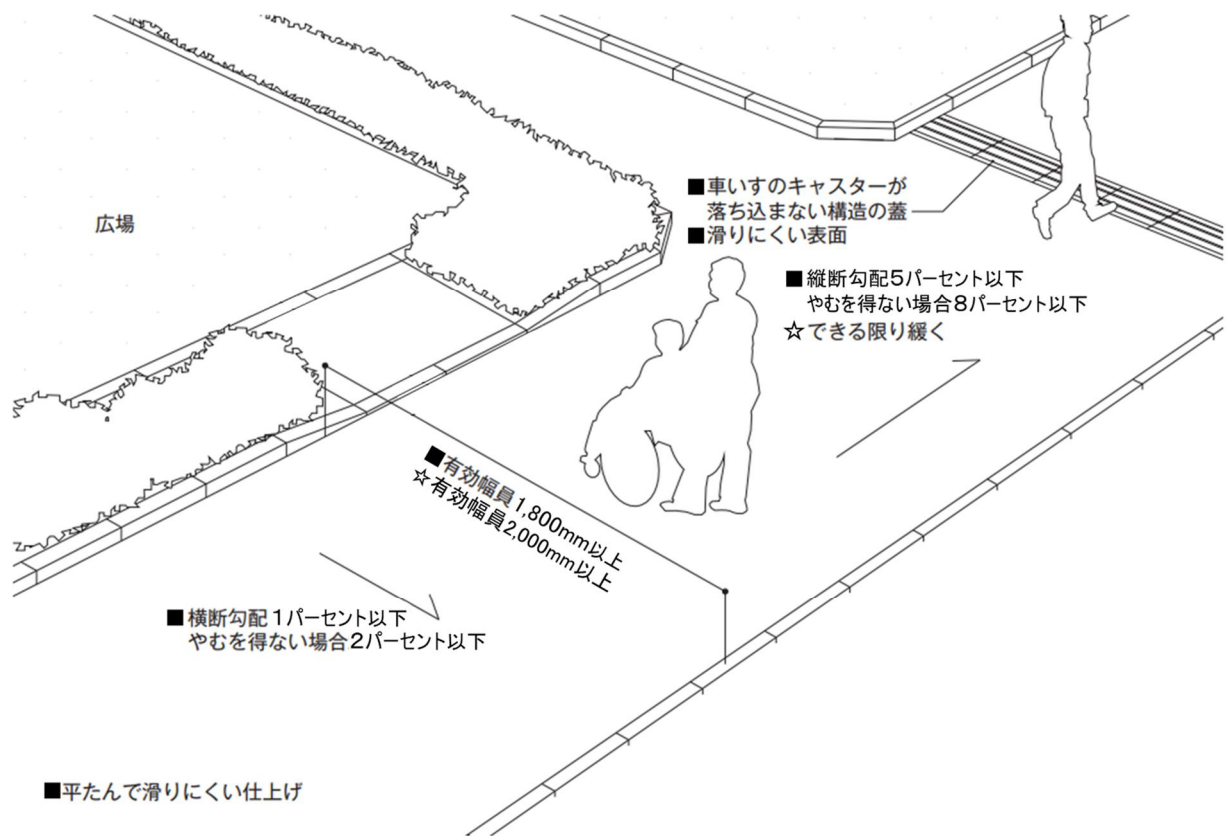 広場
■車いすのキャスターが
落ち込まない構造の蓋
■滑りにくい表面
■縦断勾配5パーセント以下
やむを得ない場合8パーセント以下
☆できる限り緩く
■有効幅員1,800mm以上
☆有効幅員2,000mm以上
■横断勾配1パーセント以下
やむを得ない場合2パーセント以下
■平たんで滑りにくい仕上げ